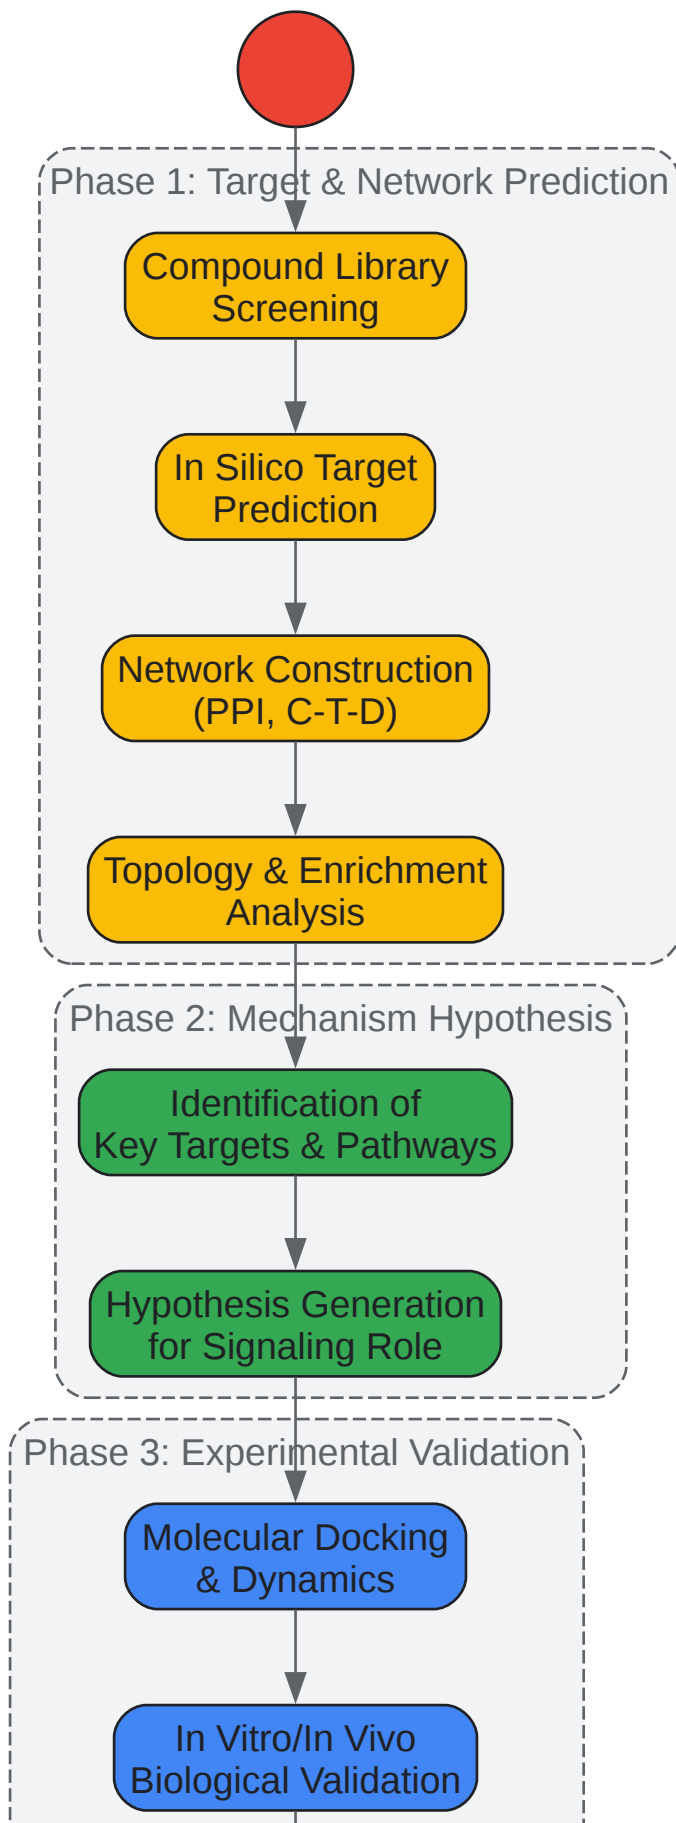 Phase 1: Target & Network Prediction
Compound Library
Screening
In Silico Target
Prediction
Network Construction
(PPI, C-T-D)
Topology & Enrichment
Analysis
Phase 2: Mechanism Hypothesis
Identification of
Key Targets & Pathways
Hypothesis Generation
for Signaling Role
Phase 3: Experimental Validation
Molecular Docking
& Dynamics
In Vitro/In Vivo
Biological Validation